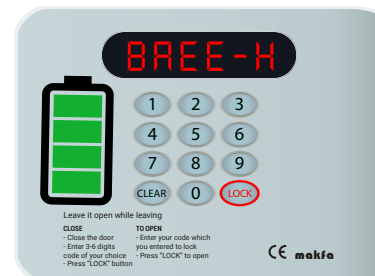 BAEE-H
1 2 3
4 5 6
7 8 9
CLEAR 0 LOCK
Leave it open while leaving
CLOSE
- Close the door
- Enter 3-6 digits
code of your choice
- Press "LOCK" button
TO OPEN
- Enter your code which
you entered to lock
- Press "LOCK" to open
CE makfa